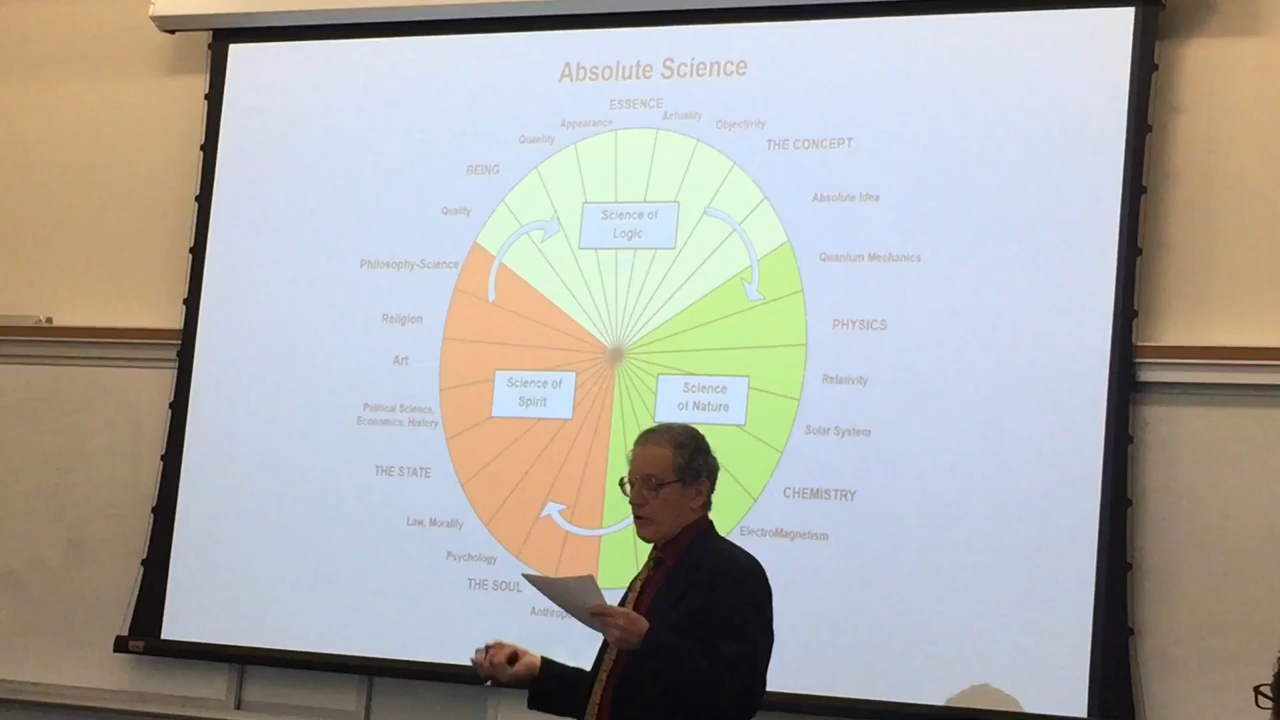 Absolute Science
ESSENCE
Appearance
Actuality
Quantity
Objectivity
THE CONCEPT
BEING
Absolute Idea
Quality
Science of
Logic
Philosophy-Science
Quantum Mechanics
Religion
PHYSICS
Art
Relativity
Science of
Spirit
Science
of Nature
Political Science,
Economics, History
Solar System
THE STATE
CHEMISTRY
Law, Morality
ElectroMagnetism
Psychology
THE SOUL